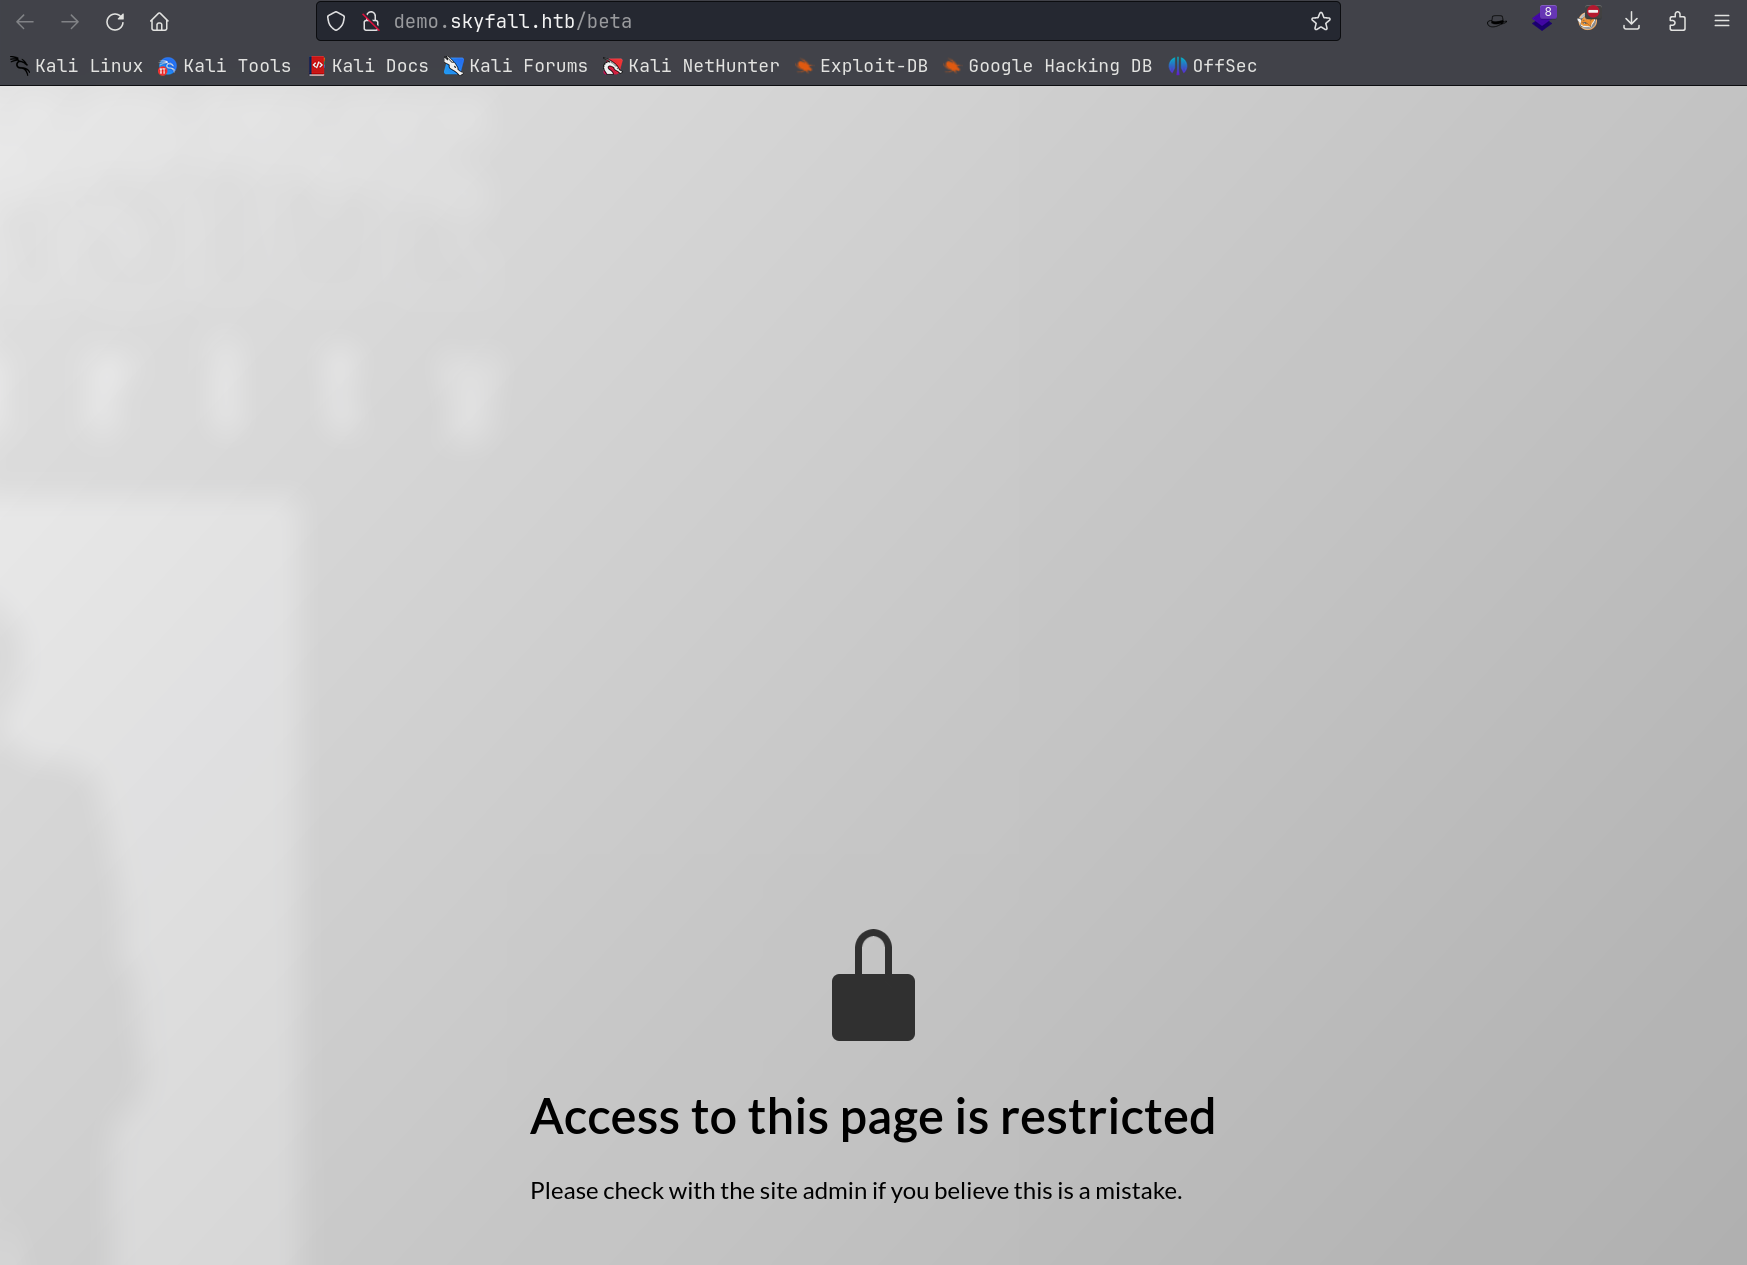 demo.skyfall.htb/beta
8
Kali Linux Kali Tools Kali Docs Kali Forums Kali NetHunter Exploit-DB Google Hacking DB OffSec
r i t y
Access to this page is restricted
Please check with the site admin if you believe this is a mistake.